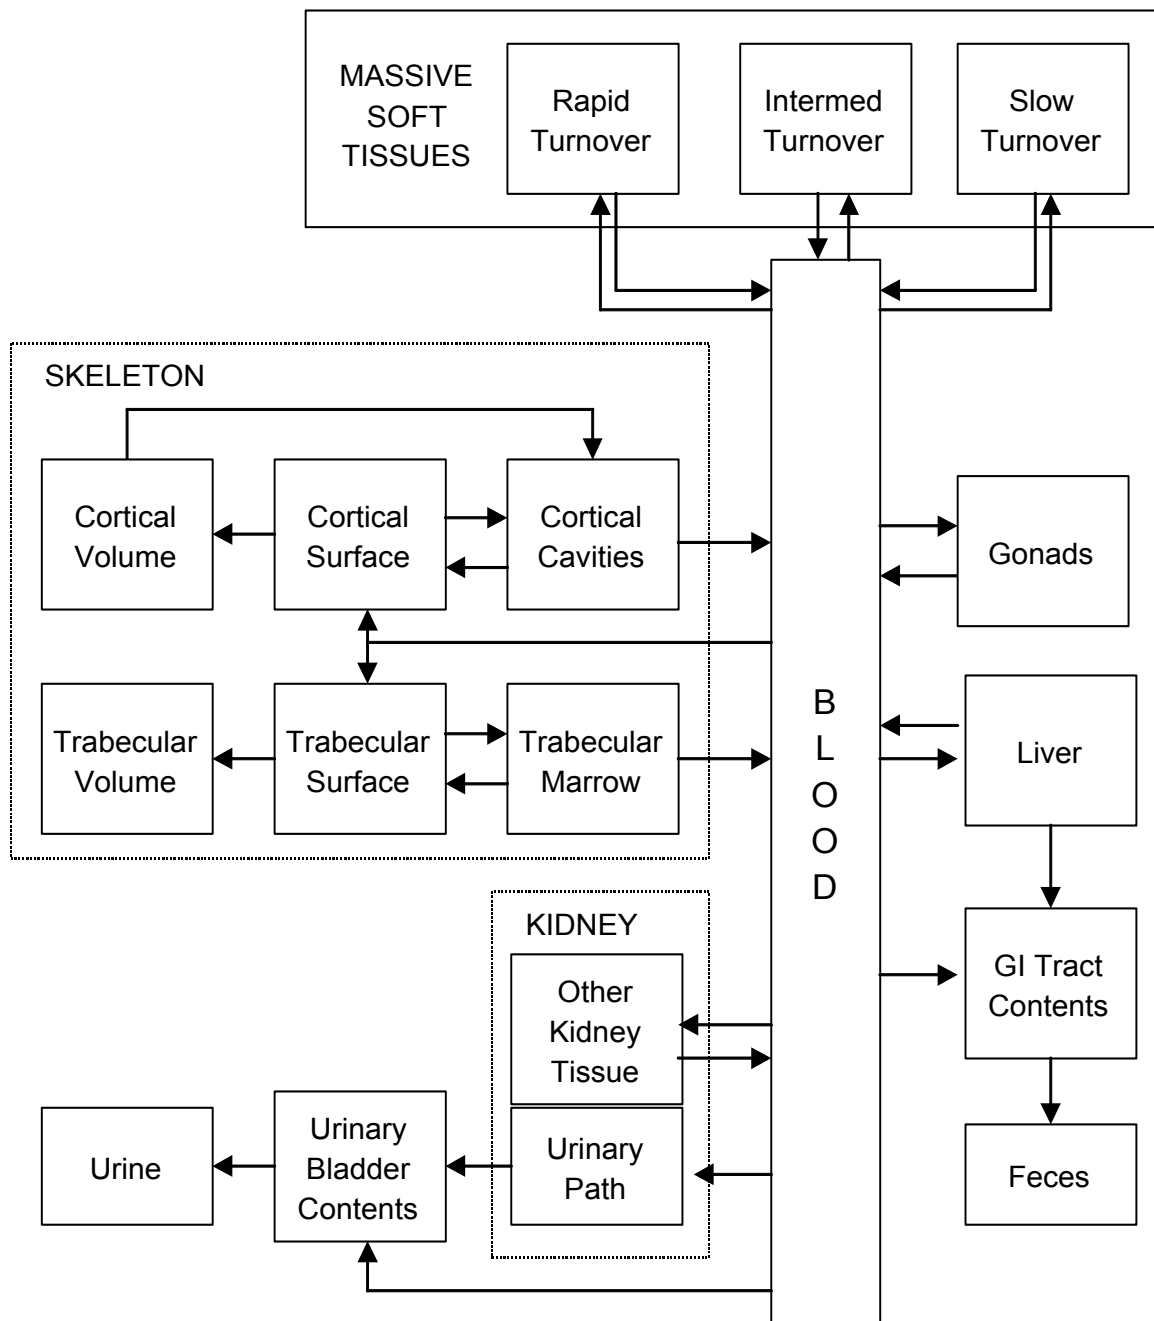 MASSIVE
SOFT
TISSUES
Rapid
Turnover
Intermed
Turnover
Slow
Turnover
SKELETON
Cortical
Volume
Cortical
Surface
Cortical
Cavities
Trabecular
Volume
Trabecular
Surface
Trabecular
Marrow
B
L
O
O
D
Gonads
Liver
GI Tract
Contents
Feces
KIDNEY
Other
Kidney
Tissue
Urinary
Path
Urinary
Bladder
Contents
Urine